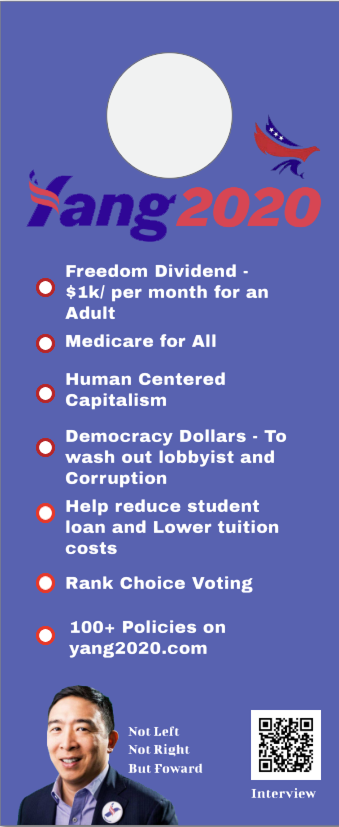 Yang2020
Freedom Dividend -
$1k/ per month for an
Adult
Medicare for All
Human Centered
Capitalism
Democracy Dollars - To
wash out lobbyist and
Corruption
Help reduce student
loan and Lower tuition
costs
Rank Choice Voting
100+ Policies on
yang2020.com
Not Left
Not Right
But Foward
Interview